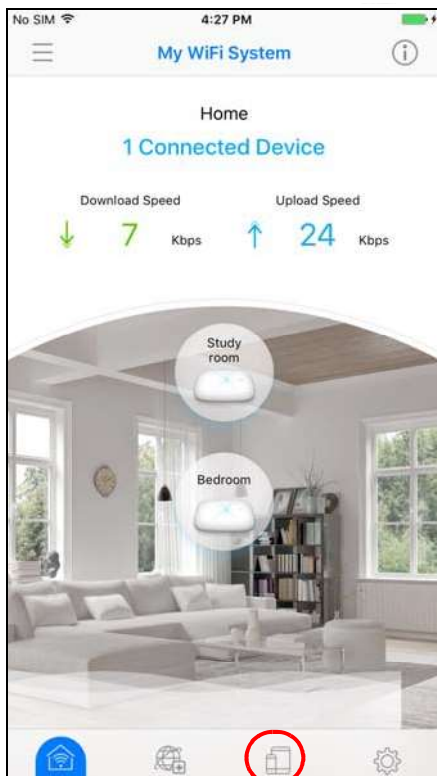 No SIM 4:27 PM
My WiFi System
Home
1 Connected Device
Download Speed Upload Speed
7 Kbps 24 Kbps
Study
room
Bedroom